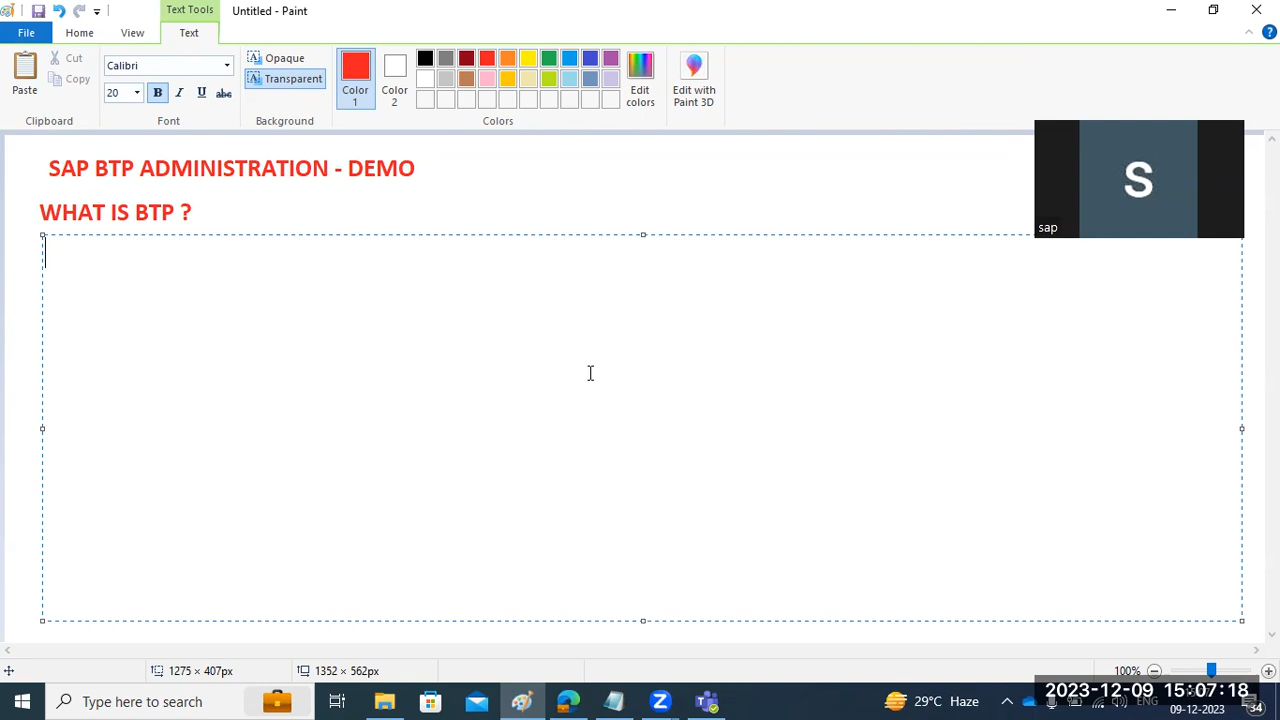 Text Tools
Untitled - Paint
File
Home
View
Text
Paste
Cut
Copy
Clipboard
Calibri
20
B
I
U
abc
Font
Opaque
Transparent
Background
Color 1
Color 2
Edit colors
Colors
Edit with Paint 3D
SAP BTP ADMINISTRATION - DEMO
WHAT IS BTP ?
S
sap
1275 × 407px
1352 × 562px
100%
Type here to search
29°C Haze
ENG
2023-12-09 15:07:18
09-12-2023
34